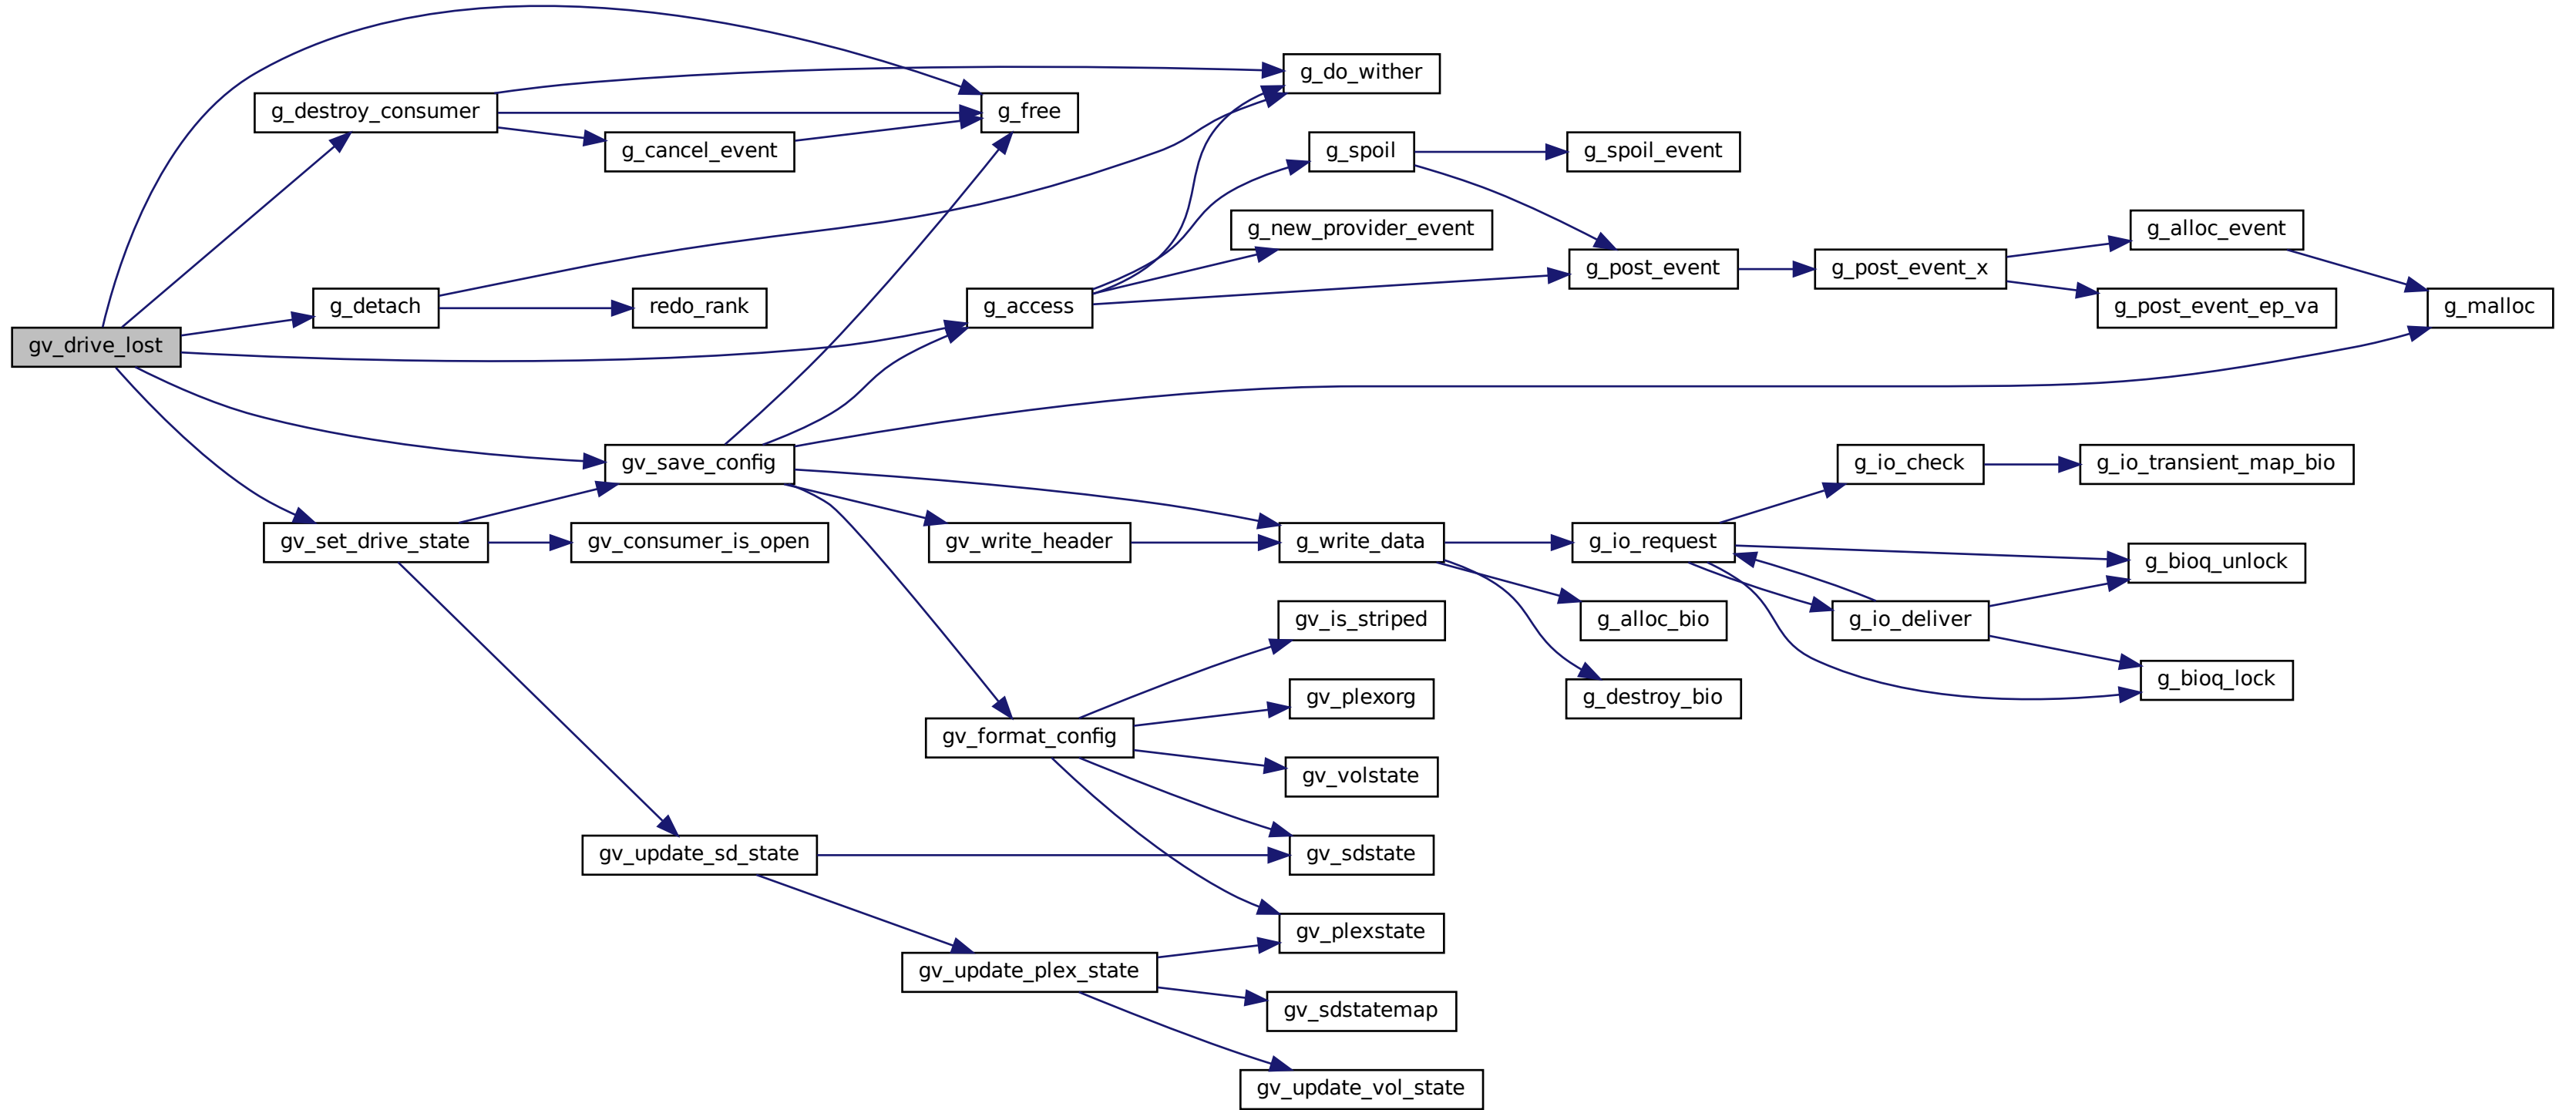 g_do_wither
g_destroy_consumer
g_free
g_cancel_event
g_spoil
g_spoil_event
g_new_provider_event
g_alloc_event
g_post_event
g_post_event_x
g_detach
redo_rank
g_access
g_post_event_ep_va
g_malloc
gv_drive_lost
gv_save_config
g_io_check
g_io_transient_map_bio
gv_set_drive_state
gv_consumer_is_open
gv_write_header
g_write_data
g_io_request
g_bioq_unlock
gv_is_striped
g_alloc_bio
g_io_deliver
g_bioq_lock
gv_plexorg
g_destroy_bio
gv_format_config
gv_volstate
gv_update_sd_state
gv_sdstate
gv_plexstate
gv_update_plex_state
gv_sdstatemap
gv_update_vol_state